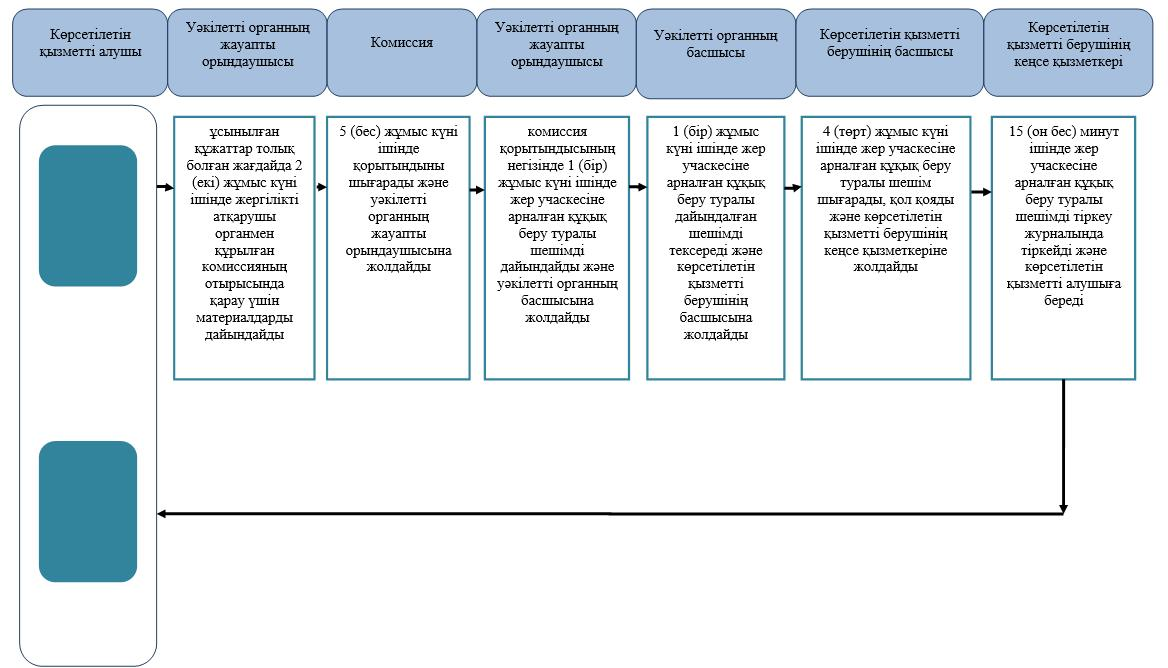 Көрсетілетін
қызметті алушы
Уәкілетті органның
жауапты
орындаушысы
Комиссия
Уәкілетті органның
жауапты
орындаушысы
Уәкілетті органның
басшысы
Көрсетілетін қызметті
берушінің басшысы
Көрсетілетін
қызметті берушінің
кеңсе қызметкері
ұсынылған
құжаттар толық
болған жағдайда 2
(екі) жұмыс күні
ішінде жергілікті
атқарушы
органмен
құрылған
комиссияның
отырысында
қарау үшін
материалдарды
дайындайды
5 (бес) жұмыс күні
ішінде
қорытындыны
шығарады және
уәкілетті
органның
жауапты
орындаушысына
жолдайды
комиссия
қорытындысының
негізінде 1 (бір)
жұмыс күні ішінде
жер учаскесіне
арналған құқық
беру туралы
шешімді
дайындайды және
уәкілетті органның
басшысына
жолдайды
1 (бір) жұмыс
күні ішінде жер
учаскесіне
арналған құқық
беру туралы
дайындалған
шешімді
тексереді және
көрсетілетін
қызметті
берушінің
басшысына
жолдайды
4 (төрт) жұмыс күні
ішінде жер учаскесіне
арналған құқық беру
туралы шешім
шығарады, қол қояды
және көрсетілетін
қызметті берушінің
кеңсе қызметкеріне
жолдайды
15 (он бес) минут
ішінде жер
учаскесіне
арналған құқық
беру туралы
шешімді тіркеу
журналында
тіркейді және
көрсетілетін
қызметті алушыға
береді